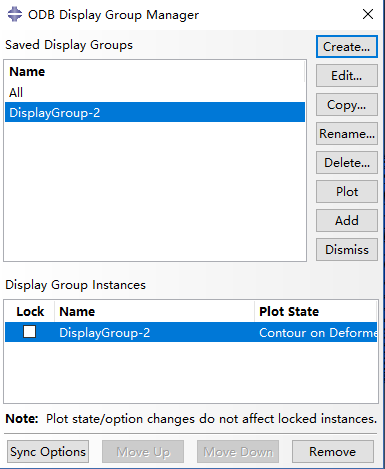 ODB Display Group Manager
Saved Display Groups
Create...
Name
Edit...
All
Copy...
DisplayGroup-2
Rename...
Delete...
Plot
Add
Dismiss
Display Group Instances
Lock Name Plot State
DisplayGroup-2 Contour on Deforme
Note: Plot state/option changes do not affect locked instances.
Sync Options Move Up Move Down Remove